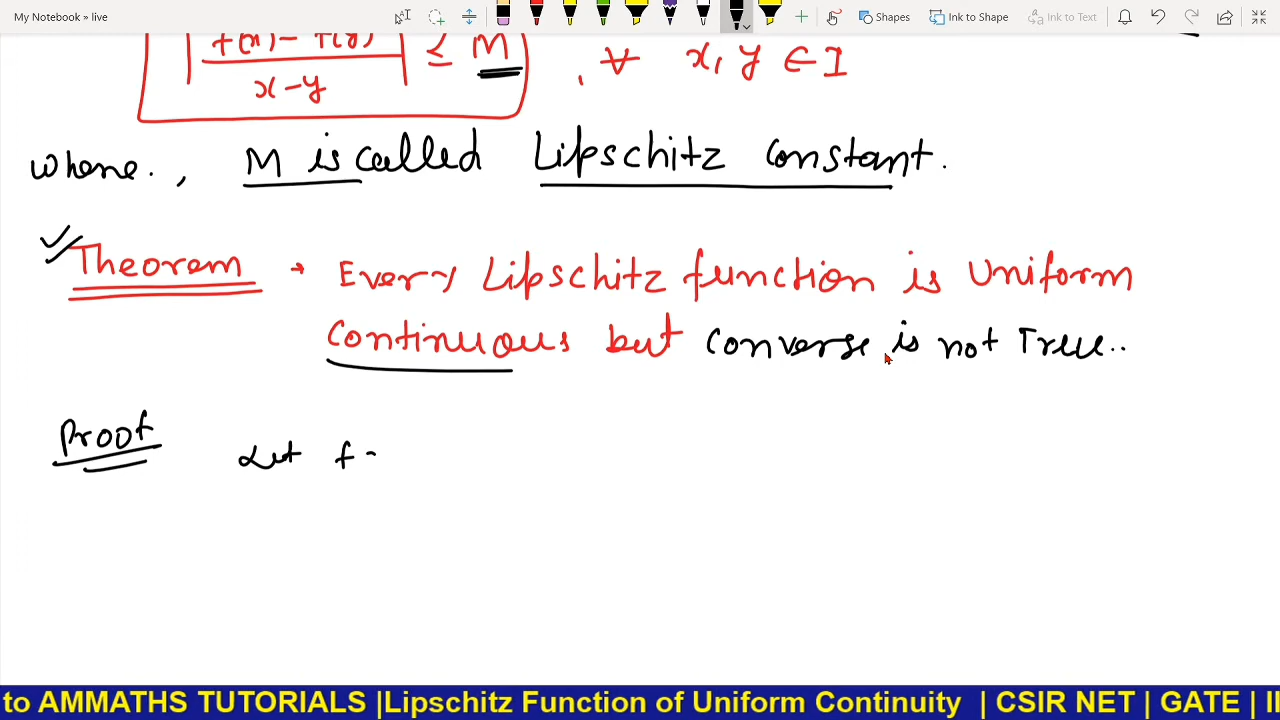 My Notebook » live
Shapes
Ink to Shape
Ink to Text
| f(x) - f(y) / x-y | ≤ M , ∀ x, y ∈ I
where. , M is called Lipschitz constant.
Theorem → Every Lipschitz function is Uniform
continuous but converse is not True..
Proof Let f -
to AMMATHS TUTORIALS |Lipschitz Function of Uniform Continuity | CSIR NET | GATE | II